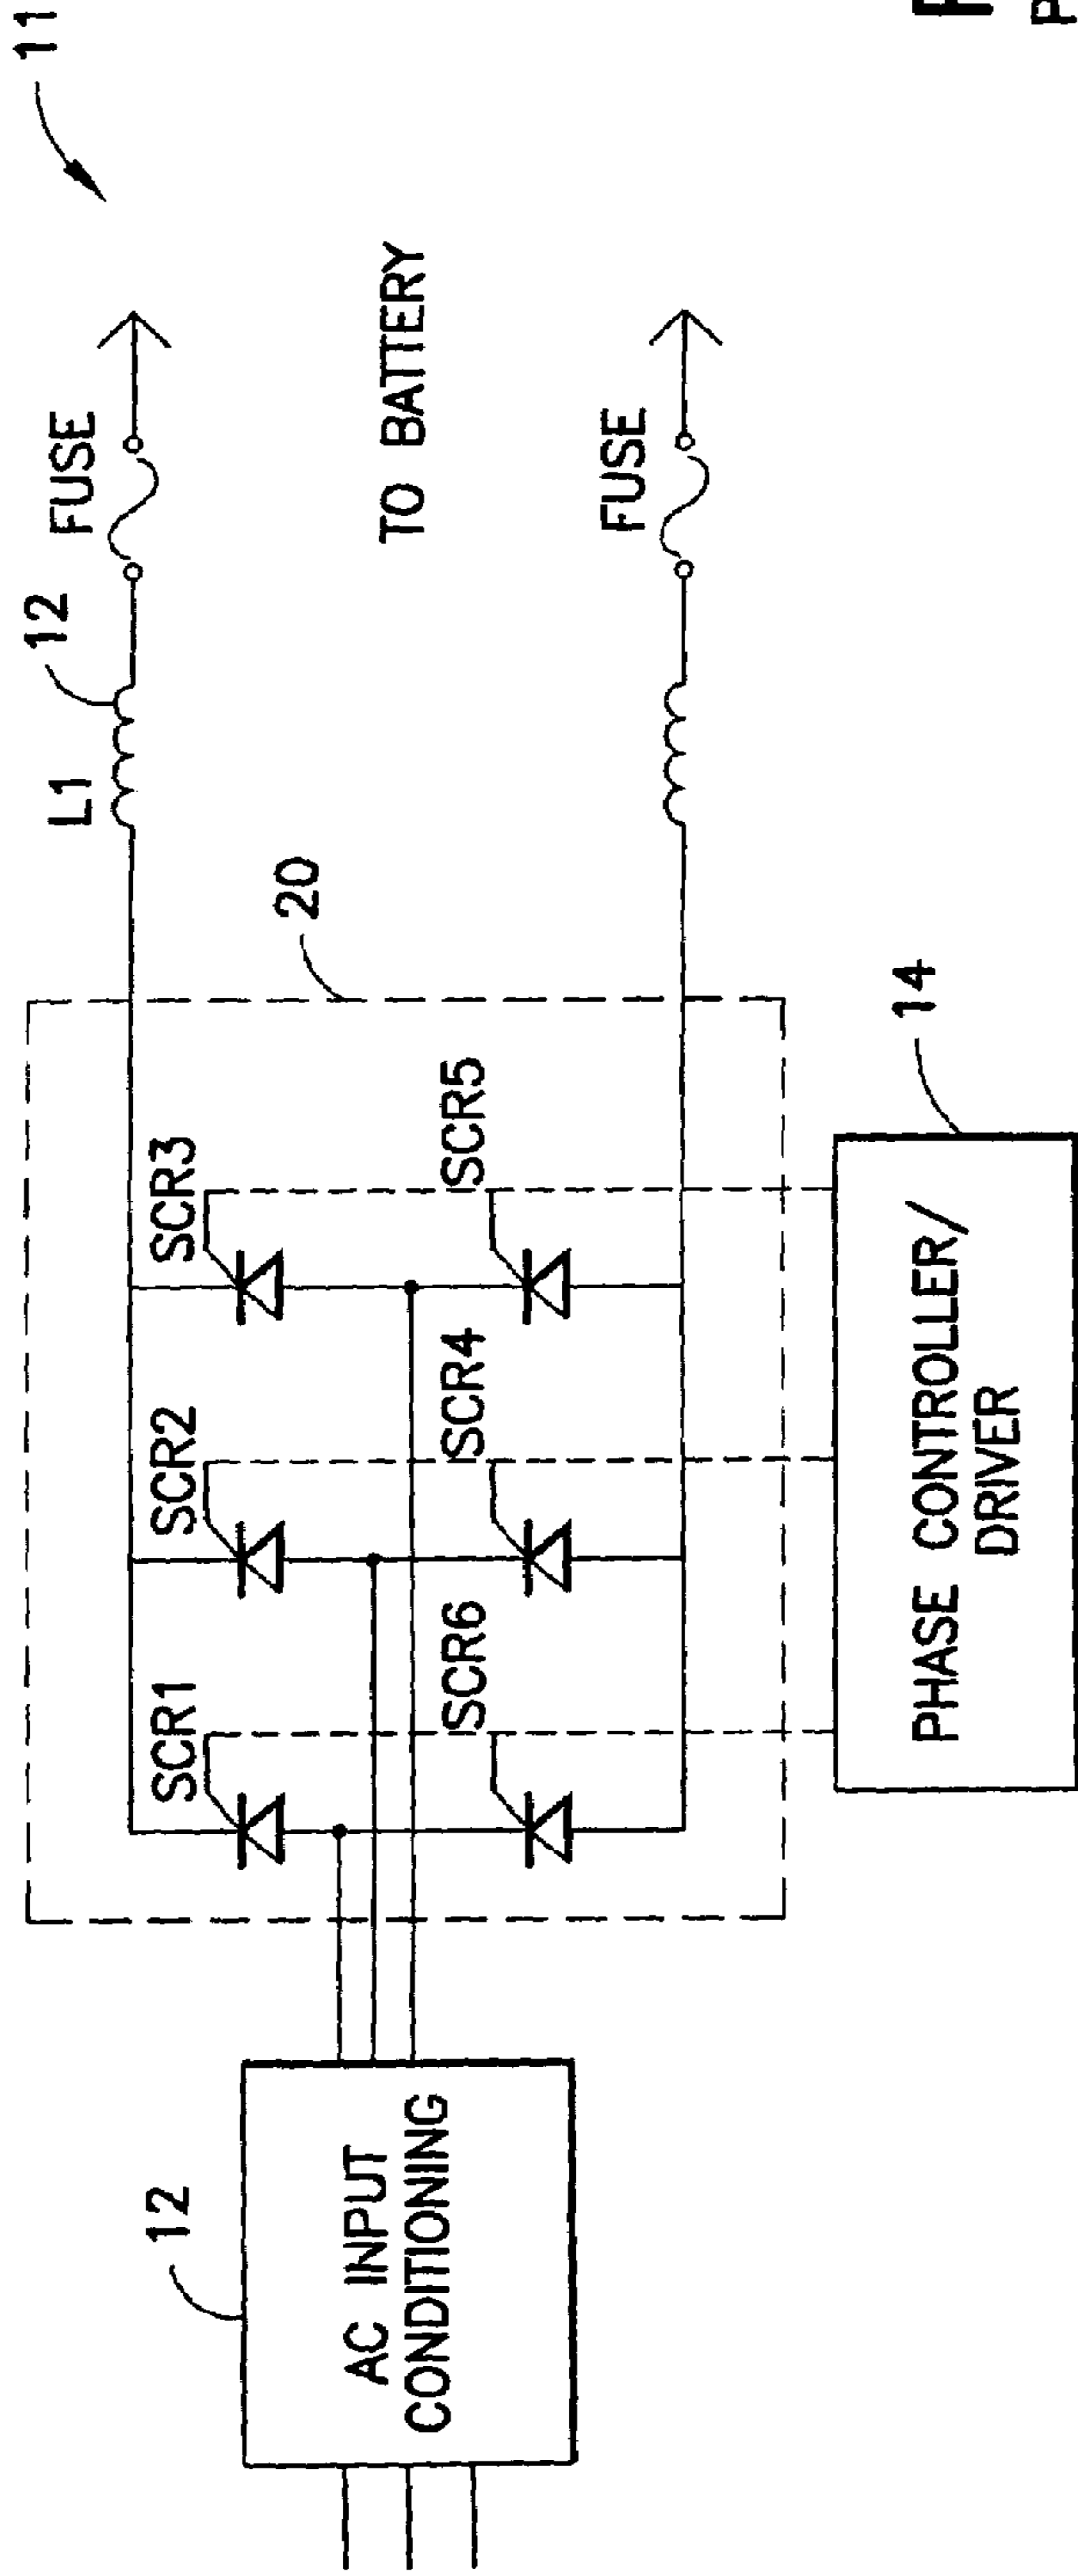 11
L1
12
FUSE
20
TO BATTERY
SCR1
SCR2
SCR3
12
AC INPUT
CONDITIONING
SCR6
SCR4
SCR5
FUSE
14
PHASE CONTROLLER/
DRIVER